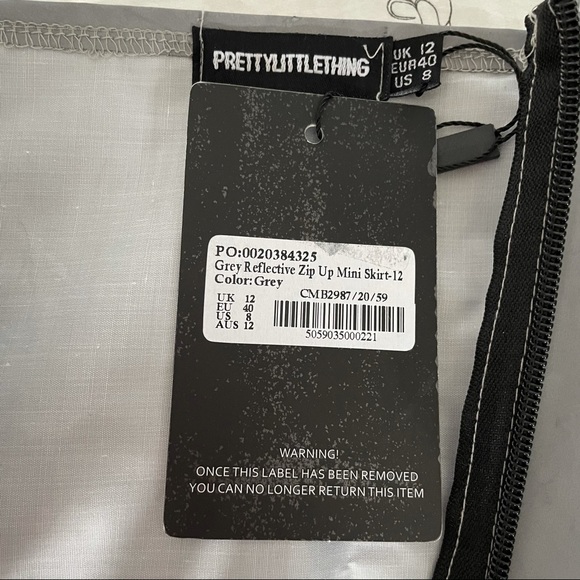 PRETTYLITTLETHING
UK 12
EUR40
US 8
PO:0020384325
Grey Reflective Zip Up Mini Skirt-12
Color: Grey
UK 12
EU 40
US 8
AUS 12
CMB2987/20/59
5059035000221
WARNING!
ONCE THIS LABEL HAS BEEN REMOVED
YOU CAN NO LONGER RETURN THIS ITEM